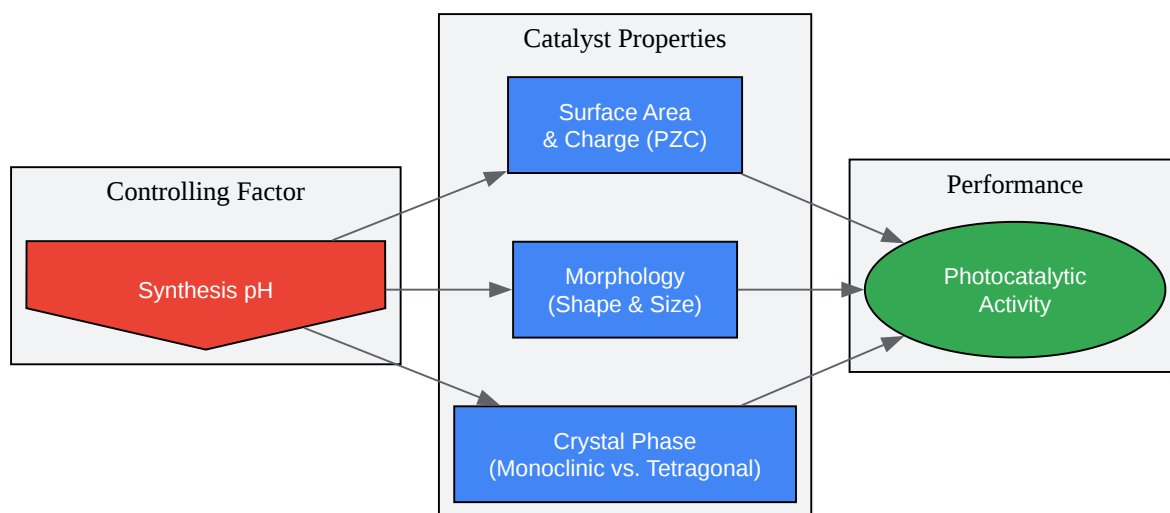 Controlling Factor
Synthesis pH
Catalyst Properties
Surface Area
& Charge (PZC)
Morphology
(Shape & Size)
Crystal Phase
(Monoclinic vs. Tetragonal)
Performance
Photocatalytic
Activity